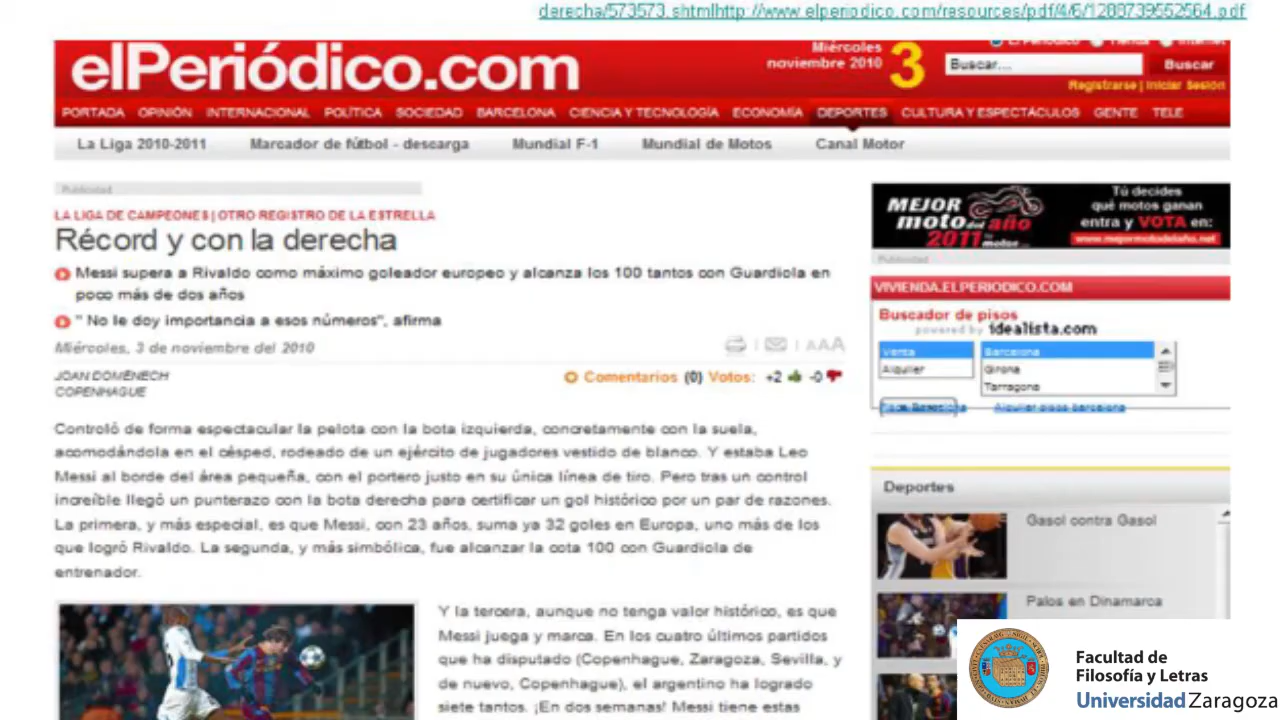 derecha/573573.shtmlhttp://www.elperiodico.com/resources/pdf/4/6/1288739552564.pdf
elPeriódico.com
Miércoles
noviembre 2010
3
El Periódico Tienda Internet
Buscar...
Buscar
Registrarse | Iniciar Sesión
PORTADA OPINIÓN INTERNACIONAL POLÍTICA SOCIEDAD BARCELONA CIENCIA Y TECNOLOGÍA ECONOMÍA DEPORTES CULTURA Y ESPECTÁCULOS GENTE TELE
La Liga 2010-2011 Marcador de fútbol - descarga Mundial F-1 Mundial de Motos Canal Motor
Publicidad
LA LIGA DE CAMPEONES | OTRO REGISTRO DE LA ESTRELLA
Récord y con la derecha
Messi supera a Rivaldo como máximo goleador europeo y alcanza los 100 tantos con Guardiola en
poco más de dos años
" No le doy importancia a esos números", afirma
Miércoles, 3 de noviembre del 2010
AAA
JOAN DOMÈNECH
COPENHAGUE
Comentarios (0) Votos: +2 -0
Controló de forma espectacular la pelota con la bota izquierda, concretamente con la suela,
acomodándola en el césped, rodeado de un ejército de jugadores vestido de blanco. Y estaba Leo
Messi al borde del área pequeña, con el portero justo en su única línea de tiro. Pero tras un control
increíble llegó un punterazo con la bota derecha para certificar un gol histórico por un par de razones.
La primera, y más especial, es que Messi, con 23 años, suma ya 32 goles en Europa, uno más de los
que logró Rivaldo. La segunda, y más simbólica, fue alcanzar la cota 100 con Guardiola de
entrenador.
Y la tercera, aunque no tenga valor histórico, es que
Messi juega y marca. En los cuatro últimos partidos
que ha disputado (Copenhague, Zaragoza, Sevilla, y
de nuevo, Copenhague), el argentino ha logrado
siete tantos. ¡En dos semanas! Messi tiene estas
MEJOR
moto del año
2011 by motor
Tú decides
qué motos ganan
entra y VOTA en:
www.mejormotodelaño.net
Publicidad
VIVIENDA.ELPERIODICO.COM
Buscador de pisos
powered by idealista.com
Venta
Alquiler
Barcelona
Girona
Tarragona
Alquiler pisos barcelona
Deportes
Gasol contra Gasol
Palos en Dinamarca
Facultad de
Filosofía y Letras
Universidad Zaragoza